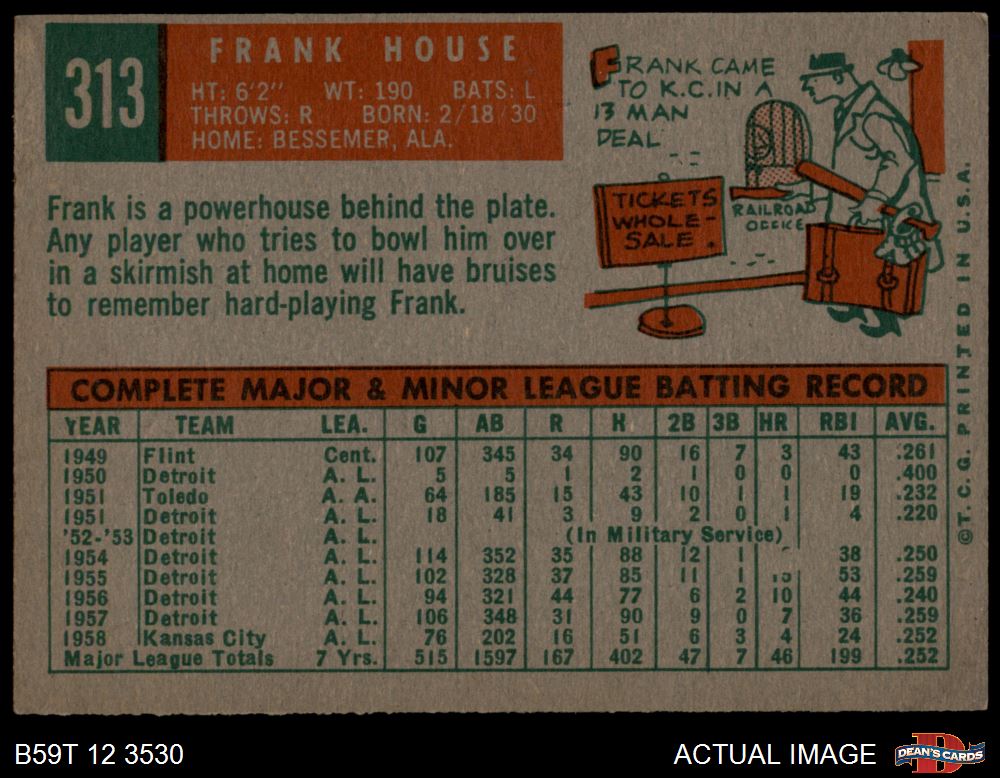 313
FRANK HOUSE
HT: 6'2" WT: 190 BATS: L
THROWS: R BORN: 2/18/30
HOME: BESSEMER, ALA.
FRANK CAME
TO K.C. IN A
13 MAN
DEAL
TICKETS
WHOLE-
SALE.
RAILROAD
OFFICE
Frank is a powerhouse behind the plate.
Any player who tries to bowl him over
in a skirmish at home will have bruises
to remember hard-playing Frank.
COMPLETE MAJOR & MINOR LEAGUE BATTING RECORD
YEAR TEAM LEA. G AB R H 2B 3B HR RBI AVG.
1949 Flint Cent. 107 345 34 90 16 7 3 43 .261
1950 Detroit A. L. 5 5 1 2 1 0 0 0 .400
1951 Toledo A. A. 64 185 15 43 10 1 1 19 .232
1951 Detroit A. L. 18 41 3 9 2 0 1 4 .220
'52-'53 Detroit A. L. (In Military Service)
1954 Detroit A. L. 114 352 35 88 12 1 38 .250
1955 Detroit A. L. 102 328 37 85 11 1 53 .259
1956 Detroit A. L. 94 321 44 77 6 2 10 44 .240
1957 Detroit A. L. 106 348 31 90 9 0 7 36 .259
1958 Kansas City A. L. 76 202 16 51 6 3 4 24 .252
Major League Totals 7 Yrs. 515 1597 167 402 47 7 46 199 .252
©T. C. G. PRINTED IN U.S.A.
B59T 12 3530
ACTUAL IMAGE
DEAN'S CARDS